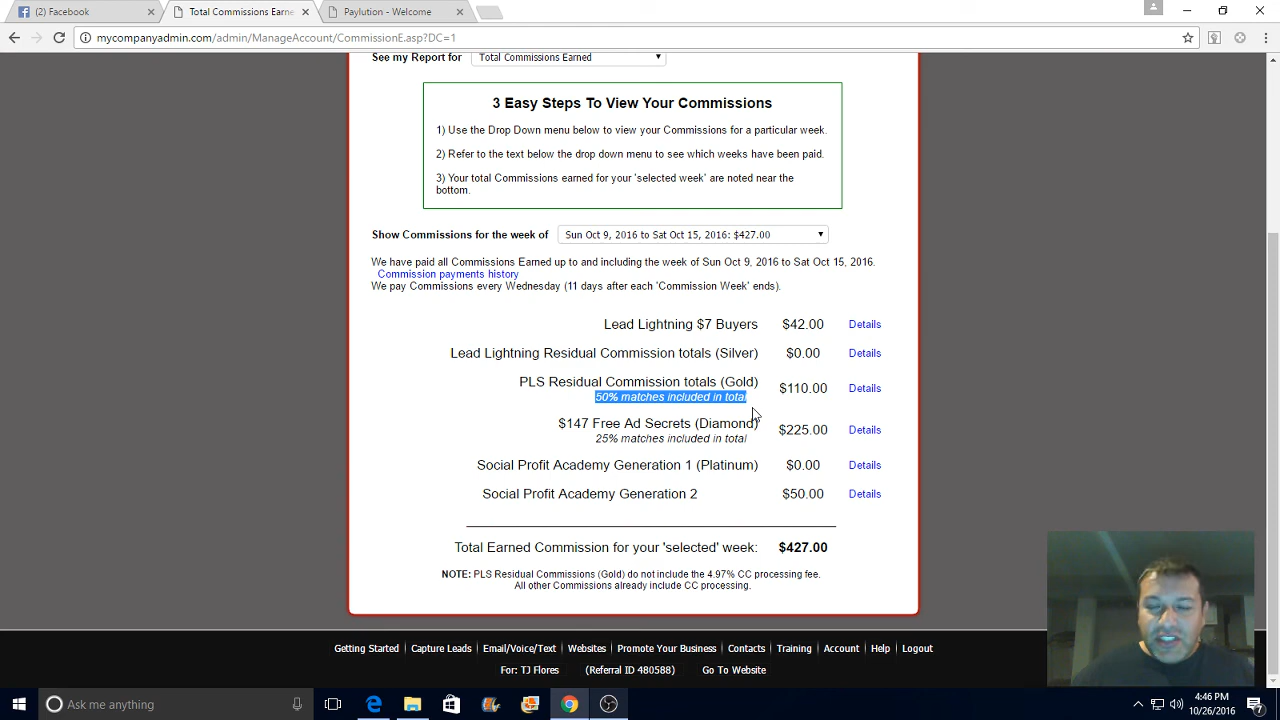 (2) Facebook
Total Commissions Earne
Paylution - Welcome
mycompanyadmin.com/admin/ManageAccount/CommissionE.asp?DC=1
See my Report for Total Commissions Earned
3 Easy Steps To View Your Commissions
1) Use the Drop Down menu below to view your Commissions for a particular week.
2) Refer to the text below the drop down menu to see which weeks have been paid.
3) Your total Commissions earned for your 'selected week' are noted near the
bottom.
Show Commissions for the week of Sun Oct 9, 2016 to Sat Oct 15, 2016: $427.00
We have paid all Commissions Earned up to and including the week of Sun Oct 9, 2016 to Sat Oct 15, 2016.
Commission payments history
We pay Commissions every Wednesday (11 days after each 'Commission Week' ends).
Lead Lightning $7 Buyers $42.00 Details
Lead Lightning Residual Commission totals (Silver) $0.00 Details
PLS Residual Commission totals (Gold) $110.00 Details
50% matches included in total
$147 Free Ad Secrets (Diamond) $225.00 Details
25% matches included in total
Social Profit Academy Generation 1 (Platinum) $0.00 Details
Social Profit Academy Generation 2 $50.00 Details
Total Earned Commission for your 'selected' week: $427.00
NOTE: PLS Residual Commissions (Gold) do not include the 4.97% CC processing fee.
All other Commissions already include CC processing.
Getting Started Capture Leads Email/Voice/Text Websites Promote Your Business Contacts Training Account Help Logout
For: TJ Flores (Referral ID 480588) Go To Website
Ask me anything
4:46 PM
10/26/2016